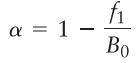 α = 1 − f₁/B₀